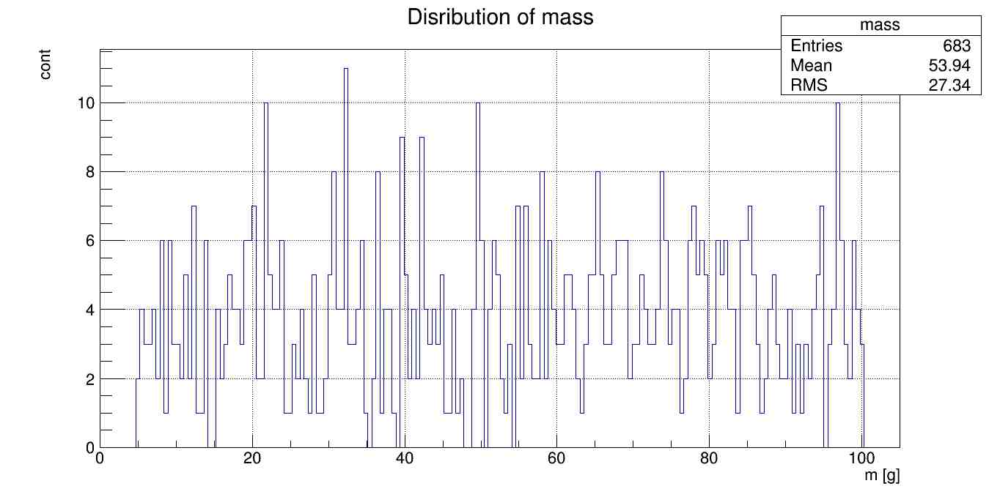 Disribution of mass
mass
Entries 683
Mean 53.94
RMS 27.34
cont
10
8
6
4
2
0
0 20 40 60 80 100
m [g]